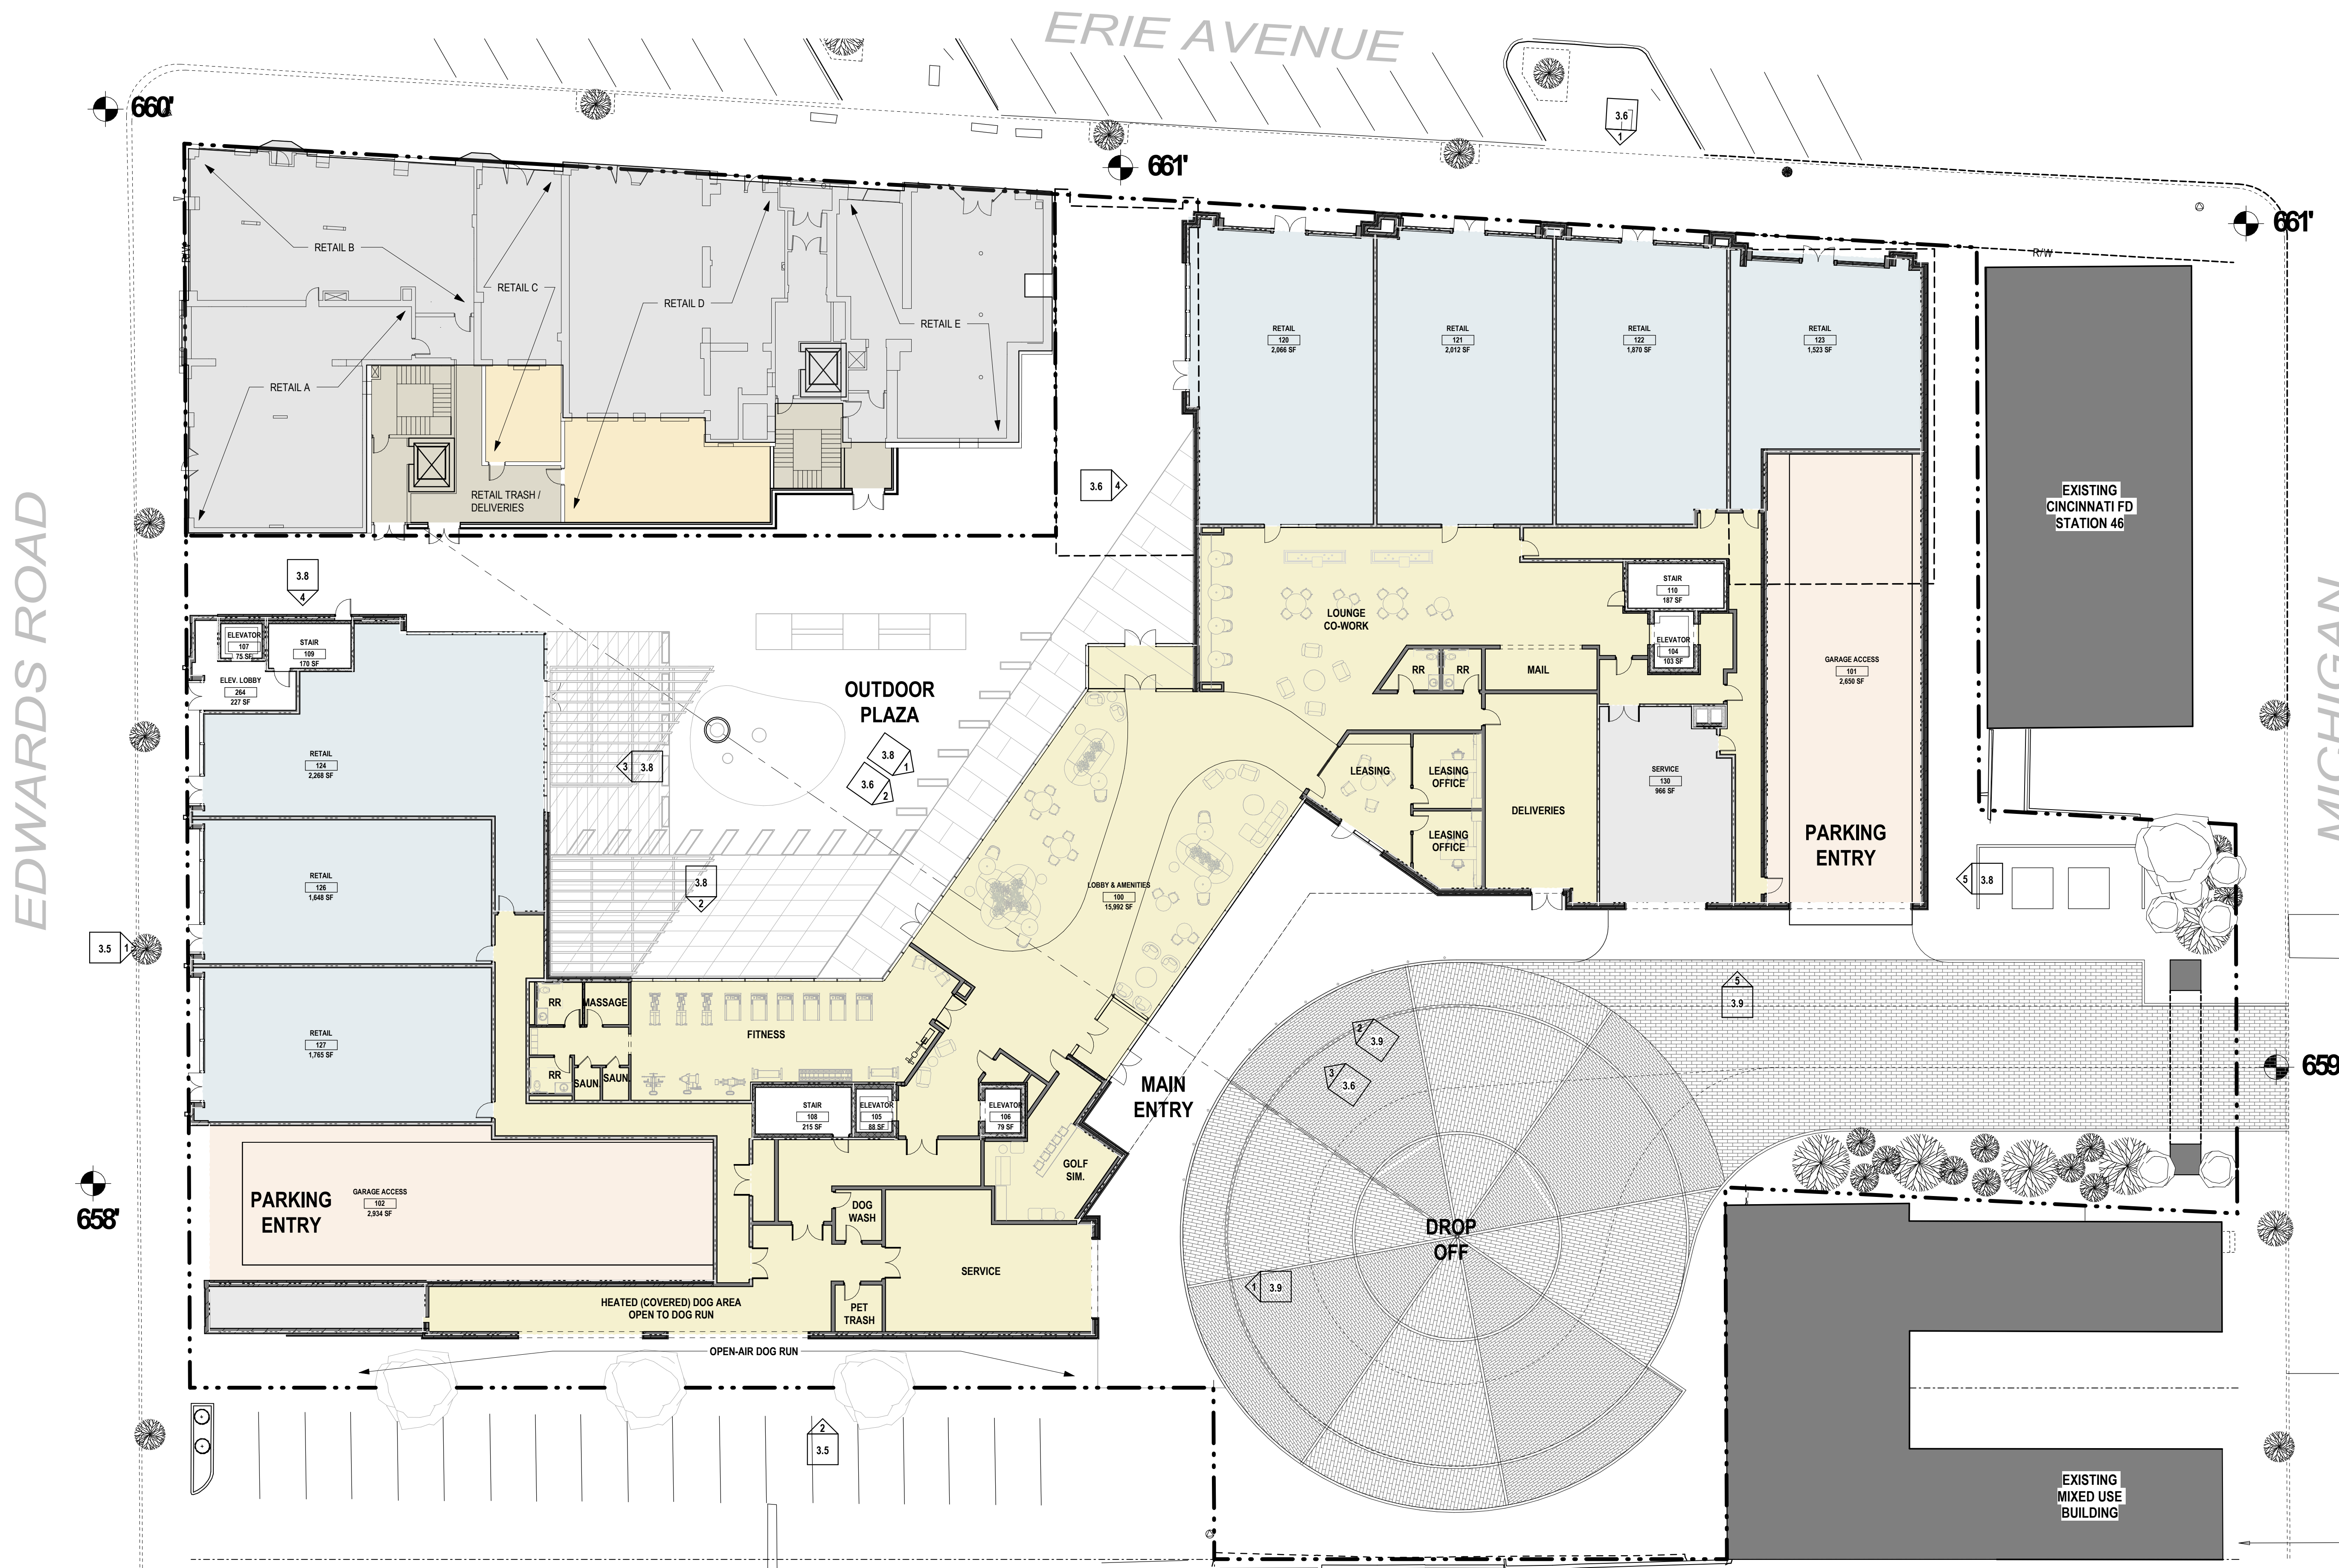 ERIE AVENUE
660'
3.6
1
661'
661'
R/W
RETAIL B
RETAIL C
RETAIL D
RETAIL E
RETAIL A
RETAIL TRASH /
DELIVERIES
RETAIL
120
2,066 SF
RETAIL
121
2,012 SF
RETAIL
122
1,870 SF
RETAIL
123
1,523 SF
EXISTING
CINCINNATI FD
STATION 46
3.6
4
EDWARDS ROAD
MICHIGAN
3.8
4
ELEVATOR
107
75 SF
STAIR
109
170 SF
ELEV. LOBBY
264
227 SF
LOUNGE
CO-WORK
STAIR
110
187 SF
ELEVATOR
104
103 SF
RR
RR
MAIL
GARAGE ACCESS
101
2,650 SF
OUTDOOR
PLAZA
RETAIL
124
2,268 SF
3
3.8
3.8
1
3.6
2
LEASING
LEASING
OFFICE
LEASING
OFFICE
DELIVERIES
SERVICE
130
966 SF
PARKING
ENTRY
RETAIL
126
1,648 SF
3.8
2
LOBBY & AMENITIES
100
15,992 SF
5
3.8
3.5
1
RR
MASSAGE
FITNESS
RETAIL
127
1,765 SF
RR
SAUN.
SAUN.
5
3.9
2
3.9
3
3.6
659
MAIN
ENTRY
STAIR
108
215 SF
ELEVATOR
105
88 SF
ELEVATOR
106
79 SF
GOLF
SIM.
658'
PARKING
ENTRY
GARAGE ACCESS
102
2,934 SF
DOG
WASH
DROP
OFF
SERVICE
1
3.9
HEATED (COVERED) DOG AREA
OPEN TO DOG RUN
PET
TRASH
OPEN-AIR DOG RUN
2
3.5
EXISTING
MIXED USE
BUILDING